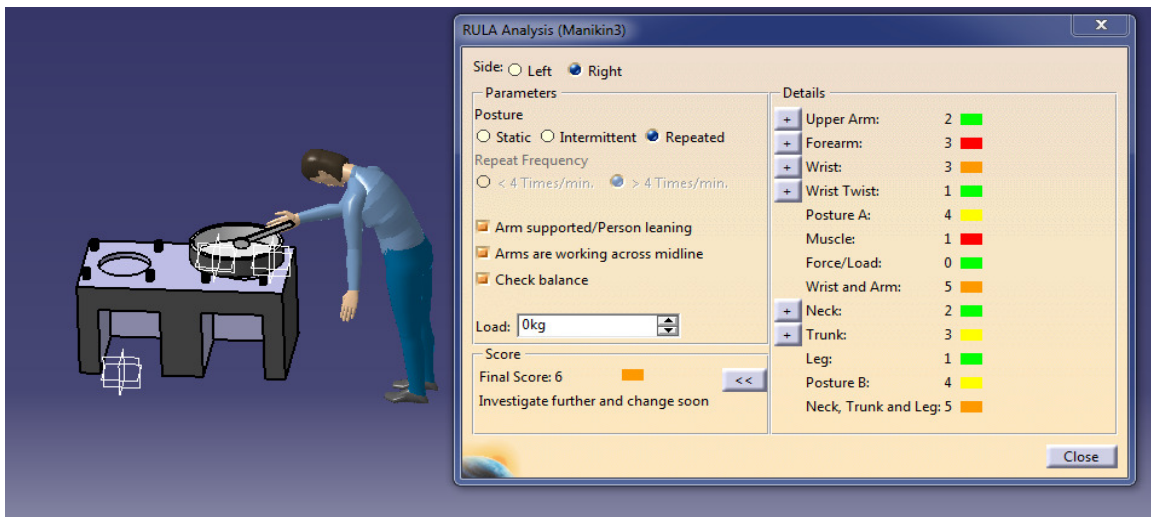 RULA Analysis (Manikin3)
X
Side: Left Right
Parameters
Posture
Static Intermittent Repeated
Repeat Frequency
< 4 Times/min. > 4 Times/min.
Arm supported/Person leaning
Arms are working across midline
Check balance
Load: 0kg
Score
Final Score: 6
<<
Investigate further and change soon
Details
+ Upper Arm: 2
+ Forearm: 3
+ Wrist: 3
+ Wrist Twist: 1
Posture A: 4
Muscle: 1
Force/Load: 0
Wrist and Arm: 5
+ Neck: 2
+ Trunk: 3
Leg: 1
Posture B: 4
Neck, Trunk and Leg: 5
Close